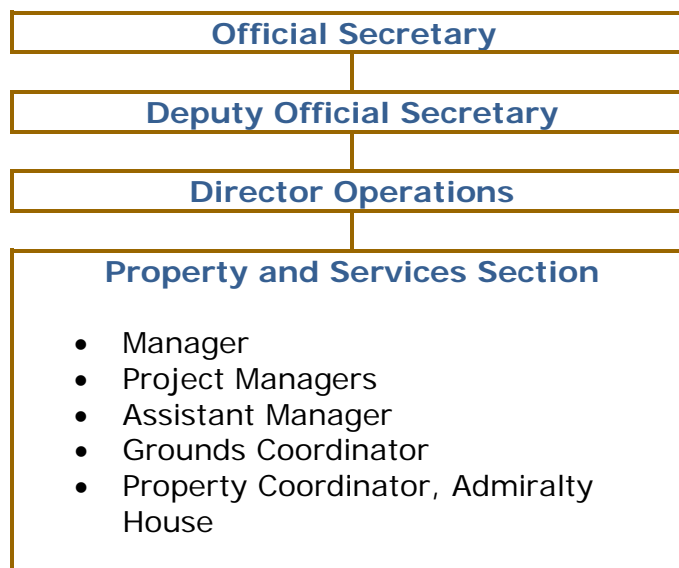 Official Secretary
Deputy Official Secretary
Director Operations
Property and Services Section
• Manager
• Project Managers
• Assistant Manager
• Grounds Coordinator
• Property Coordinator, Admiralty
House